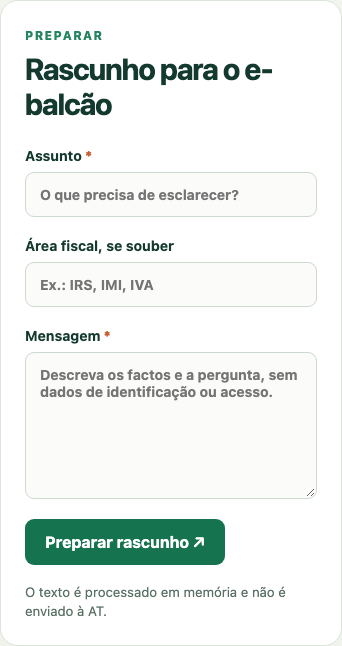 PREPARAR
Rascunho para o e-
balcão
Assunto *
O que precisa de esclarecer?
Área fiscal, se souber
Ex.: IRS, IMI, IVA
Mensagem *
Descreva os factos e a pergunta, sem
dados de identificação ou acesso.
Preparar rascunho ↗
O texto é processado em memória e não é
enviado à AT.